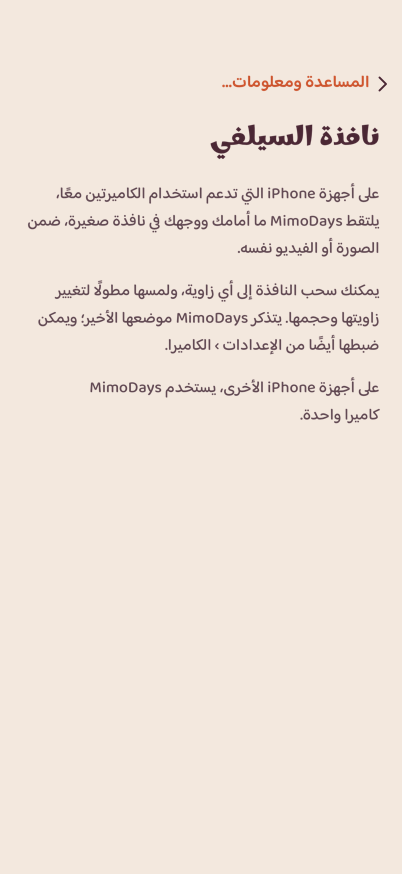 المساعدة ومعلومات...
نافذة السيلفي
على أجهزة iPhone التي تدعم استخدام الكاميرتين معًا،
يلتقط MimoDays ما أمامك ووجهك في نافذة صغيرة، ضمن
الصورة أو الفيديو نفسه.
يمكنك سحب النافذة إلى أي زاوية، ولمسها مطولًا لتغيير
زاويتها وحجمها. يتذكر MimoDays موضعها الأخير؛ ويمكن
ضبطها أيضًا من الإعدادات › الكاميرا.
على أجهزة iPhone الأخرى، يستخدم MimoDays
كاميرا واحدة.